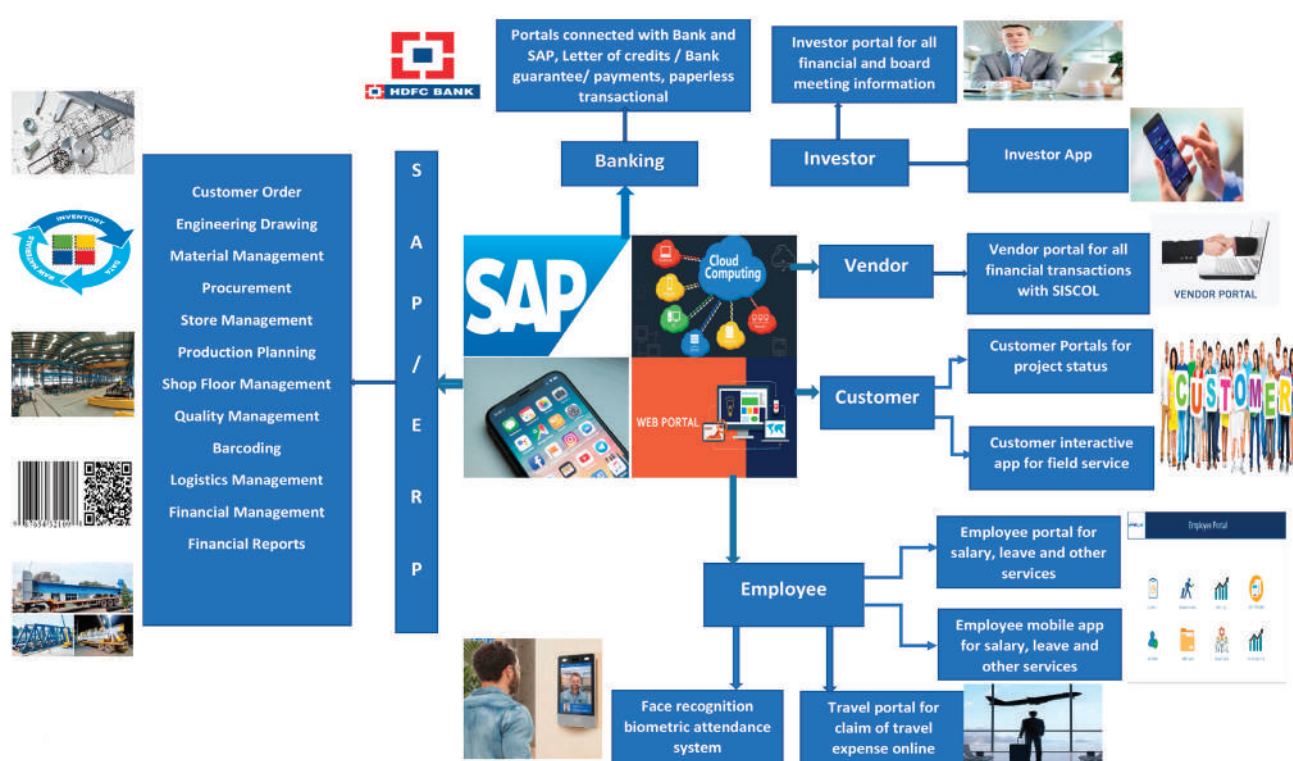 HDFC BANK
Portals connected with Bank and
SAP, Letter of credits / Bank
guarantee/ payments, paperless
transactional
Banking
Investor portal for all
financial and board
meeting information
Investor
Investor App
INVENTORY
DATA
RAW MATERIALS
Customer Order
Engineering Drawing
Material Management
Procurement
Store Management
Production Planning
Shop Floor Management
Quality Management
Barcoding
Logistics Management
Financial Management
Financial Reports
S
A
P
/
E
R
P
SAP
Cloud
Computing
WEB PORTAL
Vendor
Vendor portal for all
financial transactions
with SISCOL
VENDOR PORTAL
Customer
Customer Portals for
project status
Customer interactive
app for field service
CUSTOMER
Employee
Employee portal for
salary, leave and other
services
Employee mobile app
for salary, leave and
other services
Employee Portal
Face recognition
biometric attendance
system
Travel portal for
claim of travel
expense online